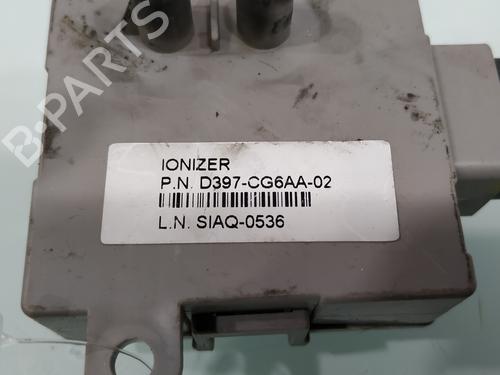 B-PARTS
IONIZER
P.N. D397-CG6AA-02
L.N. SIAQ-0536